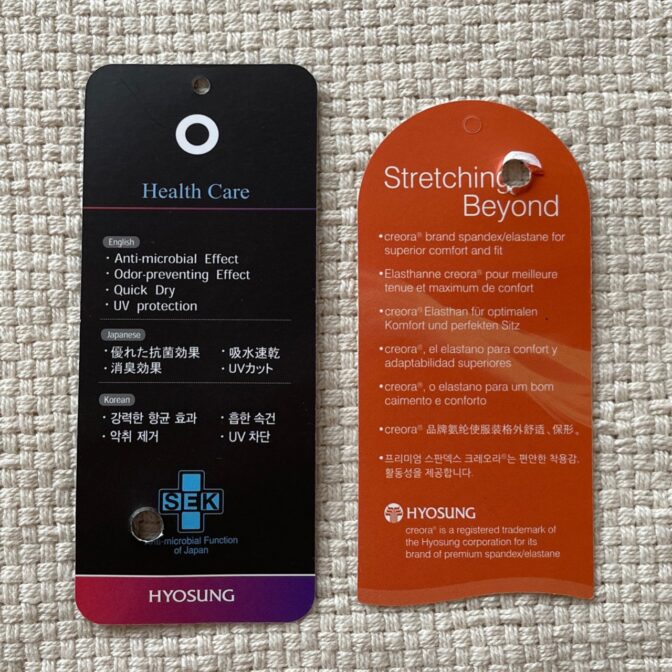 Health Care
English
· Anti-microbial Effect
· Odor-preventing Effect
· Quick Dry
· UV protection
Japanese
· 優れた抗菌効果 · 吸水速乾
· 消臭効果 · UVカット
Korean
· 강력한 항균 효과 · 흡한 속건
· 악취 제거 · UV 차단
SEK
Function
of Japan
HYOSUNG
Stretching
Beyond
•creora® brand spandex/elastane for
superior comfort and fit
•Elasthanne creora® pour meilleure
tenue et maximum de confort
•creora® Elasthan für optimalen
Komfort und perfekten Sitz
•creora®, el elastano para confort y
adaptabilidad superiores
•creora®, o elastano para um bom
caimento e conforto
•creora® 品牌氨纶使服装格外舒适、保形。
•프리미엄 스판덱스 크레오라®는 편안한 착용감,
활동성을 제공합니다.
HYOSUNG
creora® is a registered trademark of
the Hyosung corporation for its
brand of premium spandex/elastane